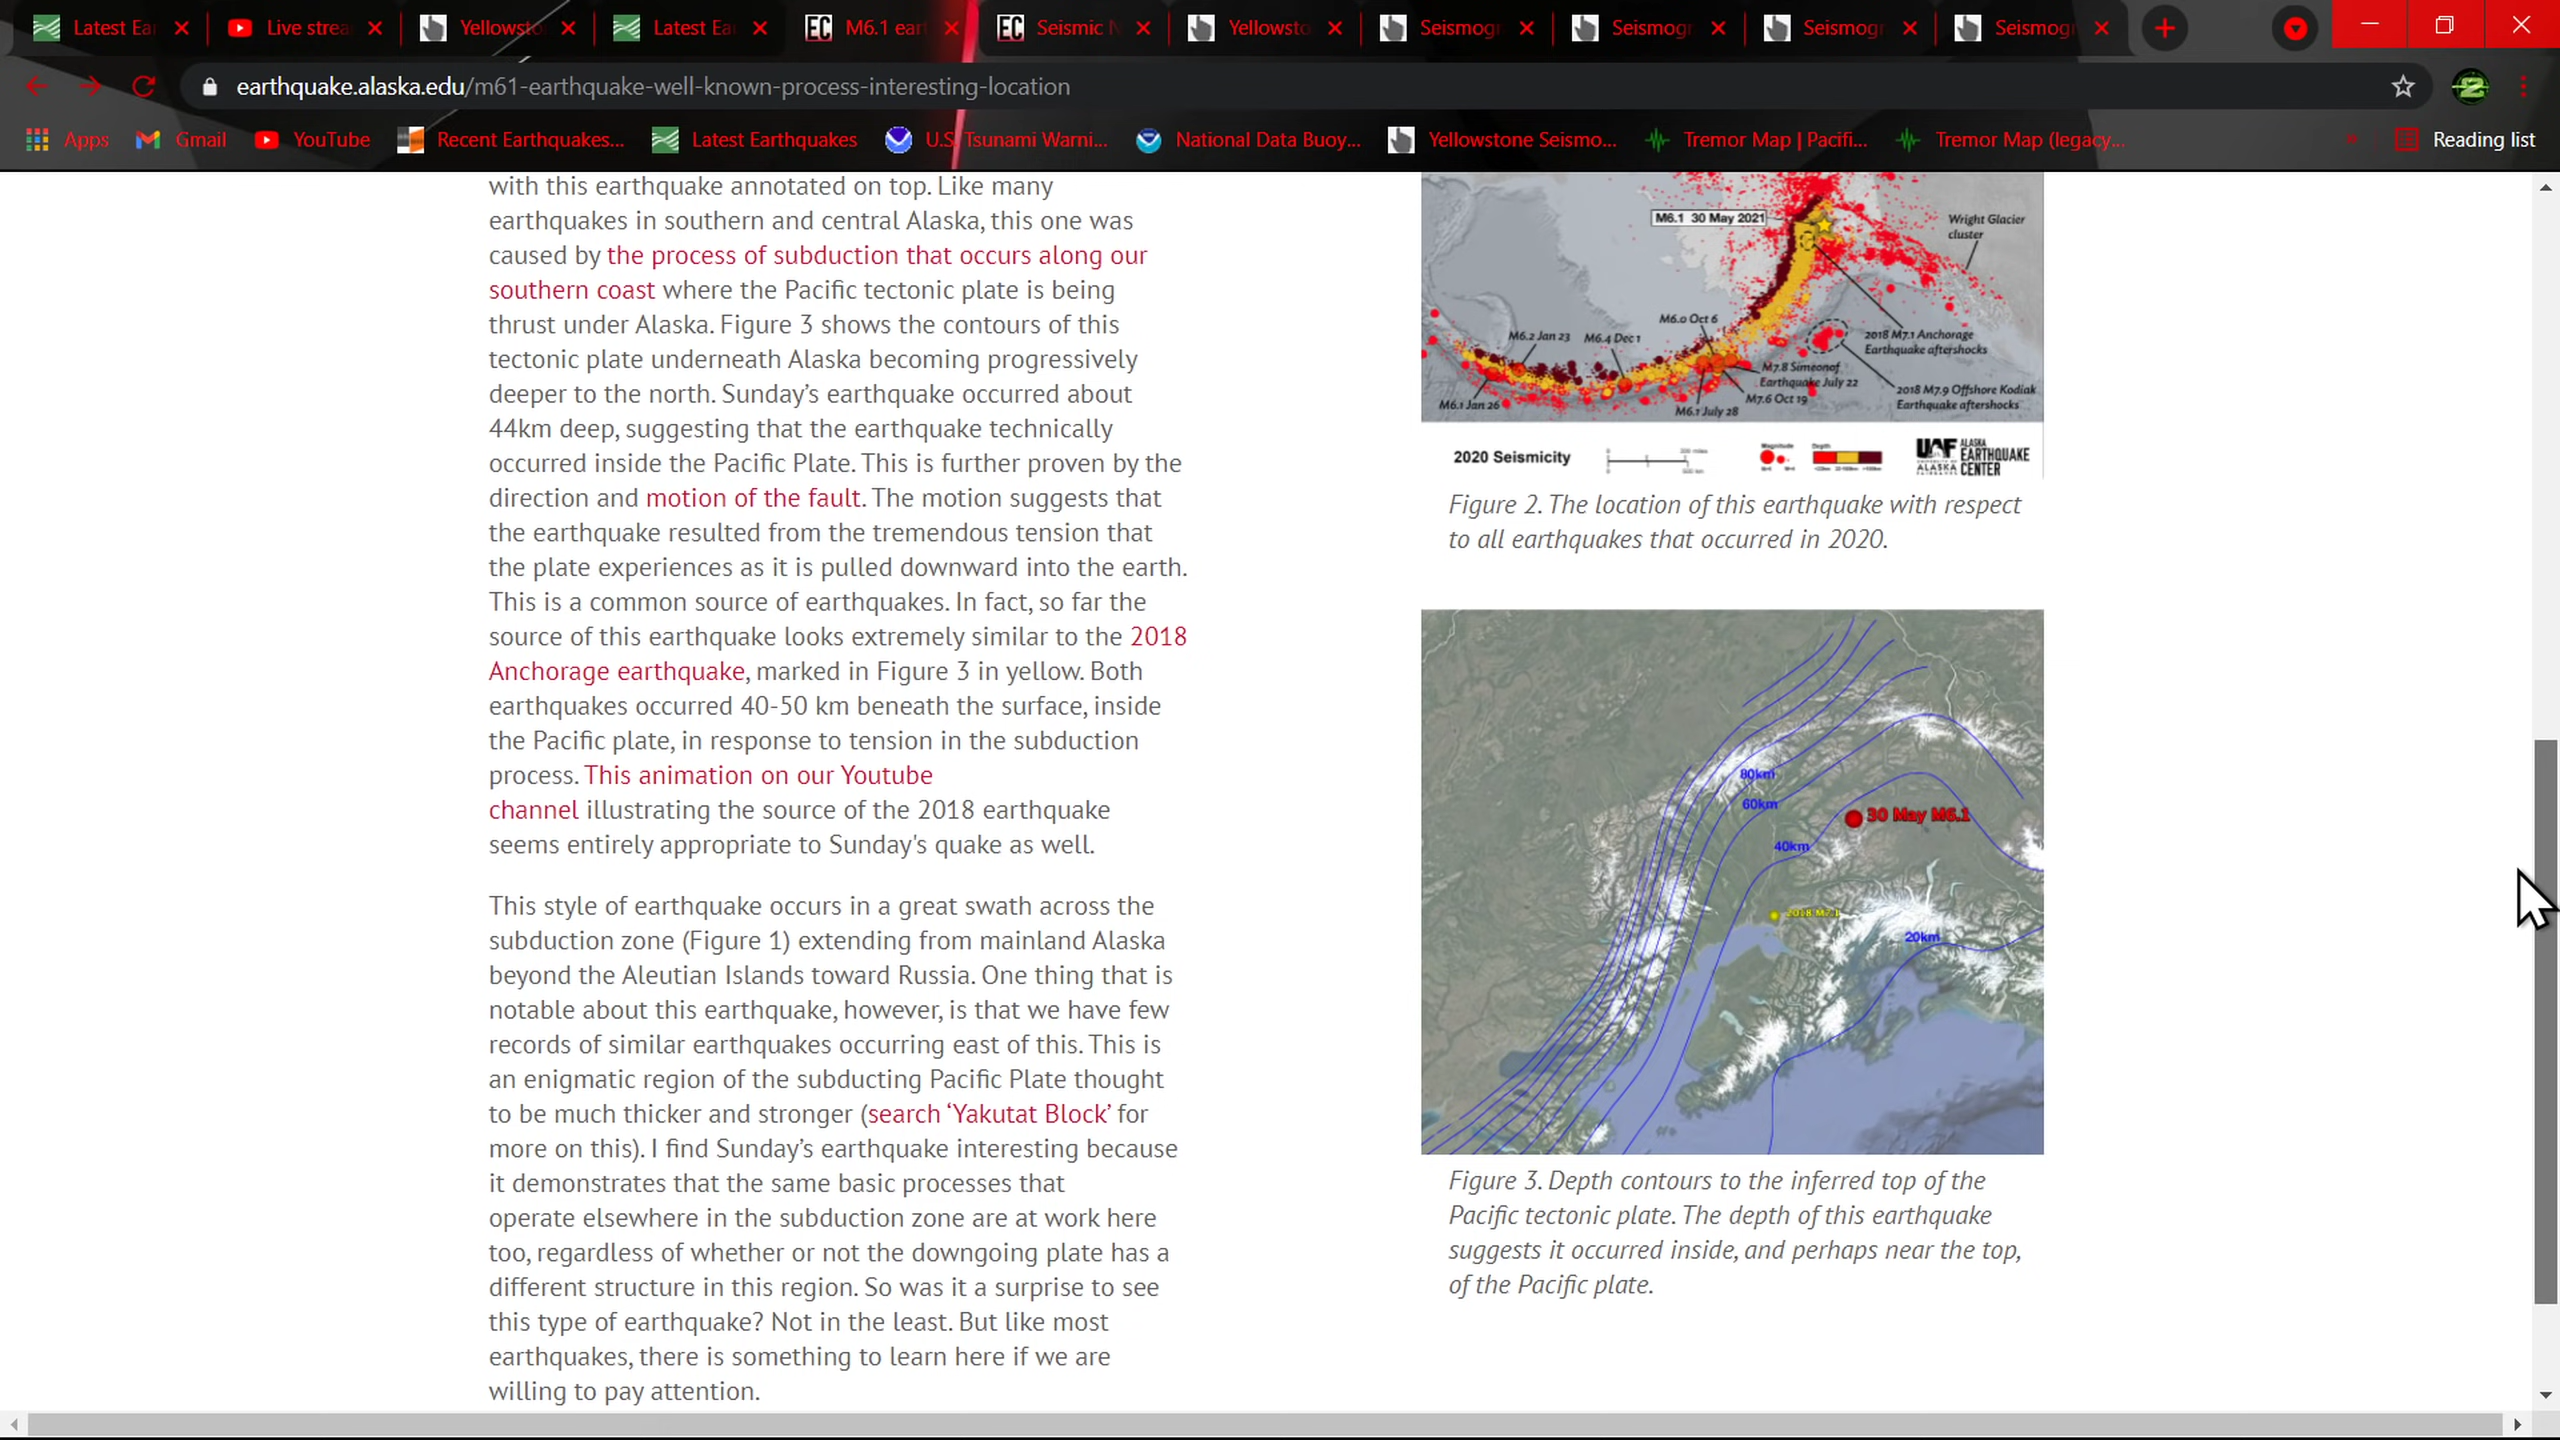 Latest Ea
Live strea
Yellowsto
Latest Ea
EC M6.1 eart
EC Seismic N
Yellowsto
Seismogr
Seismogr
Seismogr
Seismogr
earthquake.alaska.edu/m61-earthquake-well-known-process-interesting-location
Apps
Gmail
YouTube
Recent Earthquakes...
Latest Earthquakes
U.S. Tsunami Warni...
National Data Buoy...
Yellowstone Seismo...
Tremor Map | Pacifi...
Tremor Map (legacy...
Reading list
with this earthquake annotated on top. Like many
earthquakes in southern and central Alaska, this one was
caused by the process of subduction that occurs along our
southern coast where the Pacific tectonic plate is being
thrust under Alaska. Figure 3 shows the contours of this
tectonic plate underneath Alaska becoming progressively
deeper to the north. Sunday’s earthquake occurred about
44km deep, suggesting that the earthquake technically
occurred inside the Pacific Plate. This is further proven by the
direction and motion of the fault. The motion suggests that
the earthquake resulted from the tremendous tension that
the plate experiences as it is pulled downward into the earth.
This is a common source of earthquakes. In fact, so far the
source of this earthquake looks extremely similar to the 2018
Anchorage earthquake, marked in Figure 3 in yellow. Both
earthquakes occurred 40-50 km beneath the surface, inside
the Pacific plate, in response to tension in the subduction
process. This animation on our Youtube
channel illustrating the source of the 2018 earthquake
seems entirely appropriate to Sunday's quake as well.
This style of earthquake occurs in a great swath across the
subduction zone (Figure 1) extending from mainland Alaska
beyond the Aleutian Islands toward Russia. One thing that is
notable about this earthquake, however, is that we have few
records of similar earthquakes occurring east of this. This is
an enigmatic region of the subducting Pacific Plate thought
to be much thicker and stronger (search ‘Yakutat Block’ for
more on this). I find Sunday’s earthquake interesting because
it demonstrates that the same basic processes that
operate elsewhere in the subduction zone are at work here
too, regardless of whether or not the downgoing plate has a
different structure in this region. So was it a surprise to see
this type of earthquake? Not in the least. But like most
earthquakes, there is something to learn here if we are
willing to pay attention.
M6.1 30 May 2021
Wright Glacier
cluster
M6.0 Oct 6
M6.2 Jan 23
M6.4 Dec 1
2018 M7.1 Anchorage
Earthquake aftershocks
M7.8 Simeonof
Earthquake July 22
2018 M7.9 Offshore Kodiak
Earthquake aftershocks
M7.6 Oct 19
M6.1 Jan 26
M6.1 July 28
2020 Seismicity
Magnitude
Depth
UAF
ALASKA
EARTHQUAKE
CENTER
Figure 2. The location of this earthquake with respect
to all earthquakes that occurred in 2020.
80km
60km
30 May M6.1
40km
2018 M7.1
20km
Figure 3. Depth contours to the inferred top of the
Pacific tectonic plate. The depth of this earthquake
suggests it occurred inside, and perhaps near the top,
of the Pacific plate.